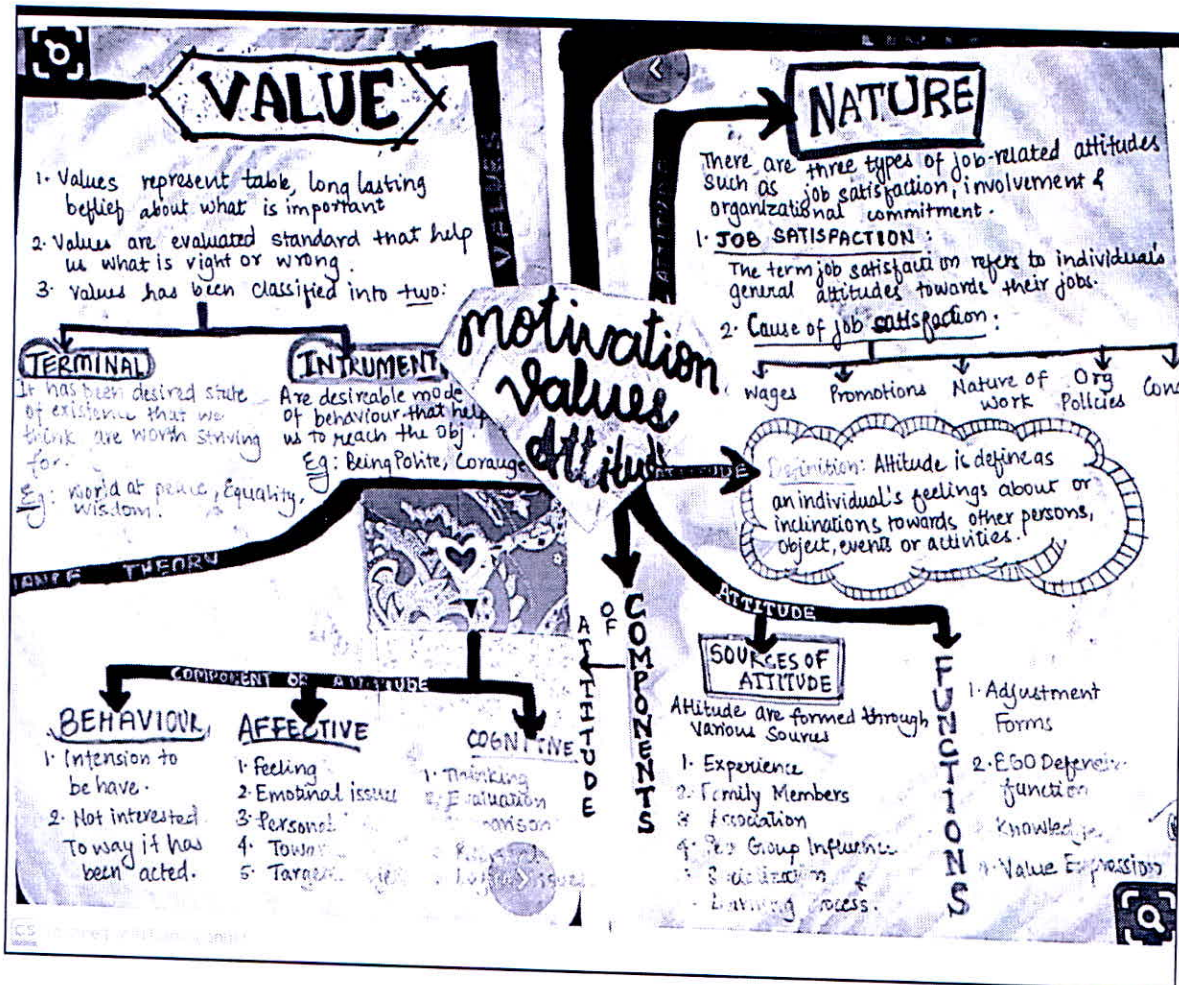 VALUE
1. Values represent table, long lasting
beflief about what is important
2. Values are evaluated standard that help
us what is vight or wrong.
3. Values has been classified into two:
TERMINAL
It has been desired state
of existence that we
think are worth striving
for.
Eg: world at peace, Equality,
wisdom.
INTRUMENT
Are desireable mode
of behaviour that help
us to reach the obj.
Eg: Being Polite, Corauge
VALUES
motivation
Values
Attitud
THEORY
COMPONENT OF ATTITUDE
BEHAVIOUR
1. Intension to
be have.
2. Not interested
To way it has
been acted.
AFFECTIVE
1. Feeling
2. Emotinal issues
3. Personal
4.
5.
COGNITIVE
1. Thinking
2. Evaluation
COMPONENTS
OF
ATTITUDE
ATTITUDE
NATURE
There are three types of job-related attitudes
such as job satisfaction, involvement &
organizational commitment.
1. JOB SATISFACTION:
The term job satisfaction refers to individual's
general attitudes towards their jobs.
2. Cause of job satisfaction:
wages
Promotions
Nature of
work
Org
Policies
Cons
Definition: Attitude is define as
an individual's feelings about or
inclinations towards other persons,
object, events or activities.
ATTITUDE
SOURCES OF
ATTITUDE
Attitude are formed through
various Sources
1. Experience
2. Family Members
3. Association
4. Peer Group Influence
Socialization &
Learning Process.
FUNCTIONS
1. Adjustment
Forms
2. EGO Defensive
function
Knowledge
4. Value Expression
CS